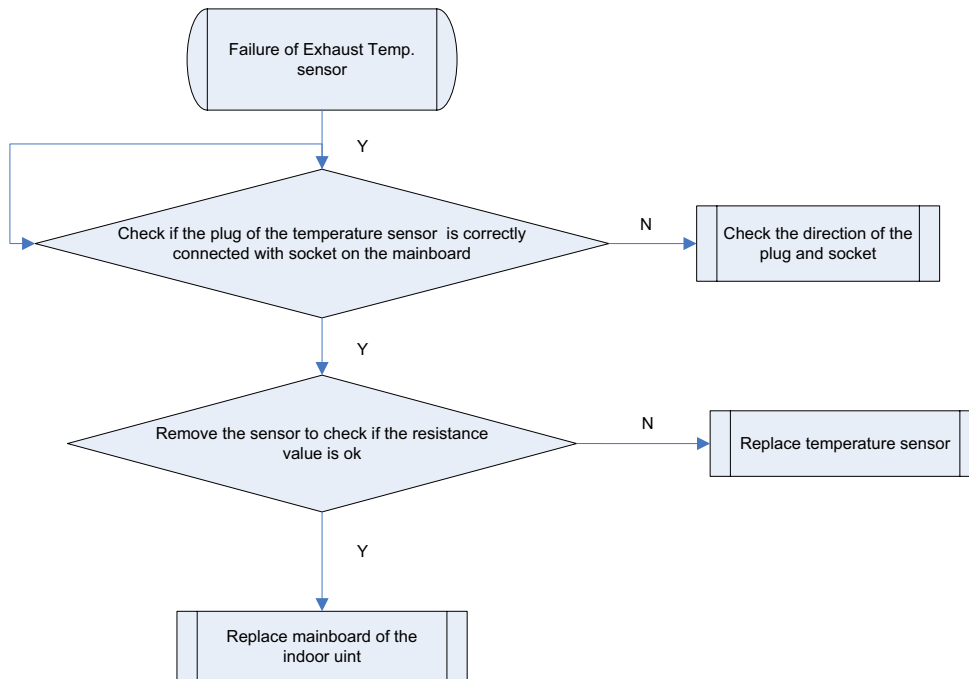 Failure of Exhaust Temp.
sensor
Y
Check if the plug of the temperature sensor is correctly
connected with socket on the mainboard
N
Check the direction of the
plug and socket
Y
Remove the sensor to check if the resistance
value is ok
N
Replace temperature sensor
Y
Replace mainboard of the
indoor uint